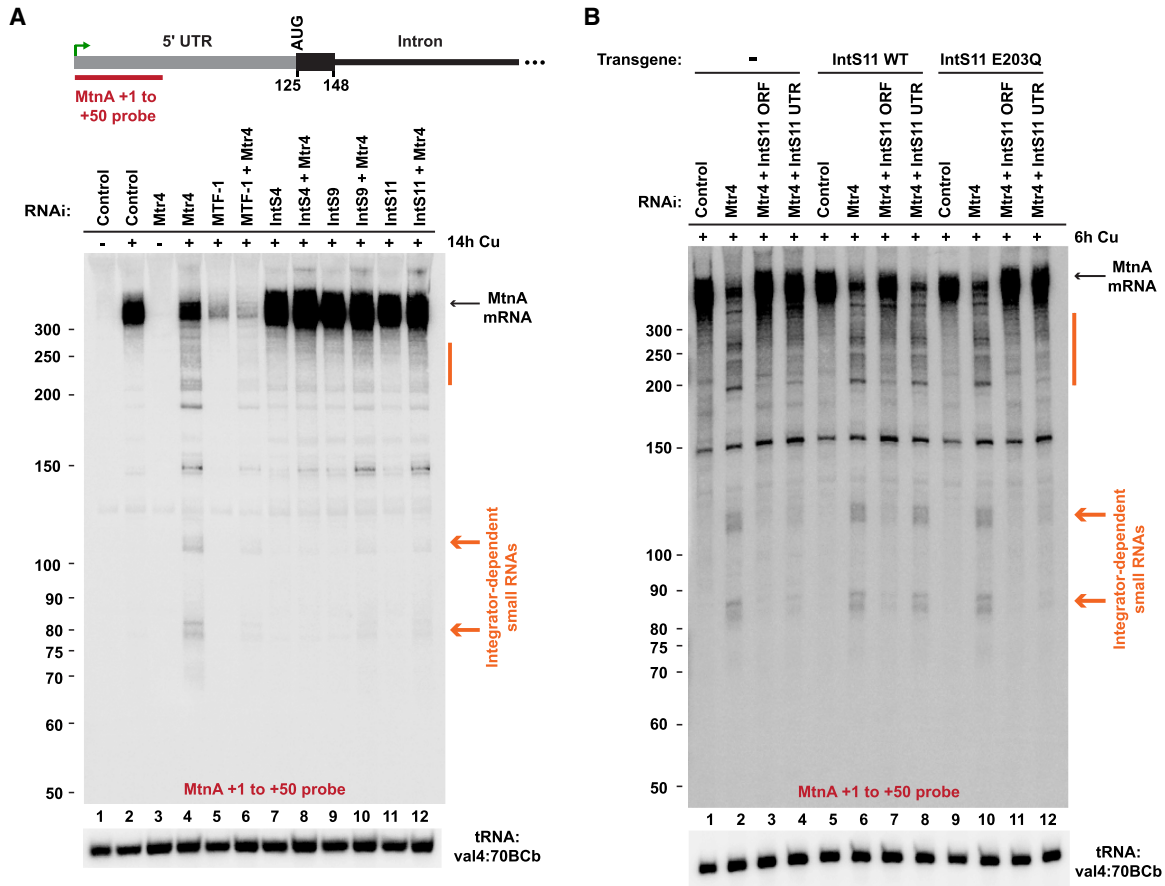 A
5' UTR
AUG
Intron
125
148
MtnA +1 to
+50 probe
RNAi:
Control
Control
Mtr4
Mtr4
MTF-1
MTF-1 + Mtr4
IntS4
IntS4 + Mtr4
IntS9
IntS9 + Mtr4
IntS11
IntS11 + Mtr4
- + - + + + + + + + + +
14h Cu
MtnA
mRNA
300
250
200
150
100
90
80
75
70
60
50
Integrator-dependent
small RNAs
MtnA +1 to +50 probe
1 2 3 4 5 6 7 8 9 10 11 12
tRNA:
val4:70BCb
B
Transgene:
-
IntS11 WT
IntS11 E203Q
RNAi:
Control
Mtr4
Mtr4 + IntS11 ORF
Mtr4 + IntS11 UTR
Control
Mtr4
Mtr4 + IntS11 ORF
Mtr4 + IntS11 UTR
Control
Mtr4
Mtr4 + IntS11 ORF
Mtr4 + IntS11 UTR
+ + + + + + + + + + + +
6h Cu
MtnA
mRNA
300
250
200
150
100
90
80
75
70
60
50
Integrator-dependent
small RNAs
MtnA +1 to +50 probe
1 2 3 4 5 6 7 8 9 10 11 12
tRNA:
val4:70BCb